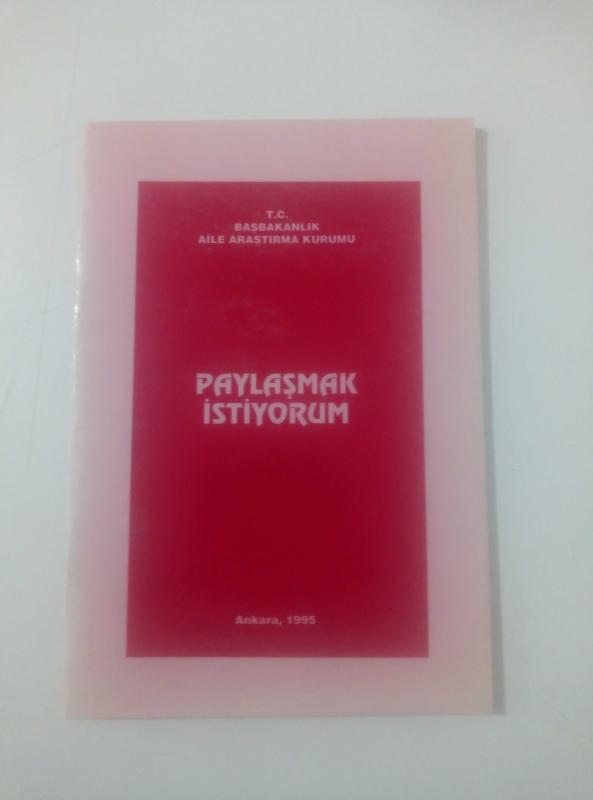 T.C.
BAŞBAKANLIK
AİLE ARAŞTIRMA KURUMU
PAYLAŞMAK
İSTİYORUM
Ankara, 1995